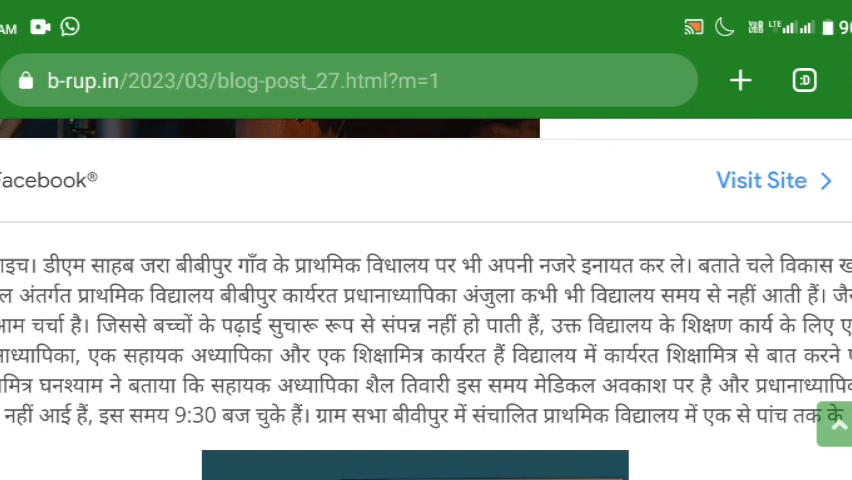 AM
b-rup.in/2023/03/blog-post_27.html?m=1
:D
Facebook®
Visit Site
डीएम साहब जरा बीबीपुर गाँव के प्राथमिक विधालय पर भी अपनी नजरे इनायत कर ले। बताते चले विकास
अंतर्गत प्राथमिक विद्यालय बीबीपुर कार्यरत प्रधानाध्यापिका अंजुला कभी भी विद्यालय समय से नहीं आती हैं।
आम चर्चा है। जिससे बच्चों के पढ़ाई सुचारू रूप से संपन्न नहीं हो पाती हैं, उक्त विद्यालय के शिक्षण कार्य के लिए
एक सहायक अध्यापिका और एक शिक्षामित्र कार्यरत हैं विद्यालय में कार्यरत शिक्षामित्र से बात करने
घनश्याम ने बताया कि सहायक अध्यापिका शैल तिवारी इस समय मेडिकल अवकाश पर है और
नहीं आई हैं, इस समय 9:30 बज चुके हैं। ग्राम सभा बीवीपुर में संचालित प्राथमिक विद्यालय में एक से पांच तक के